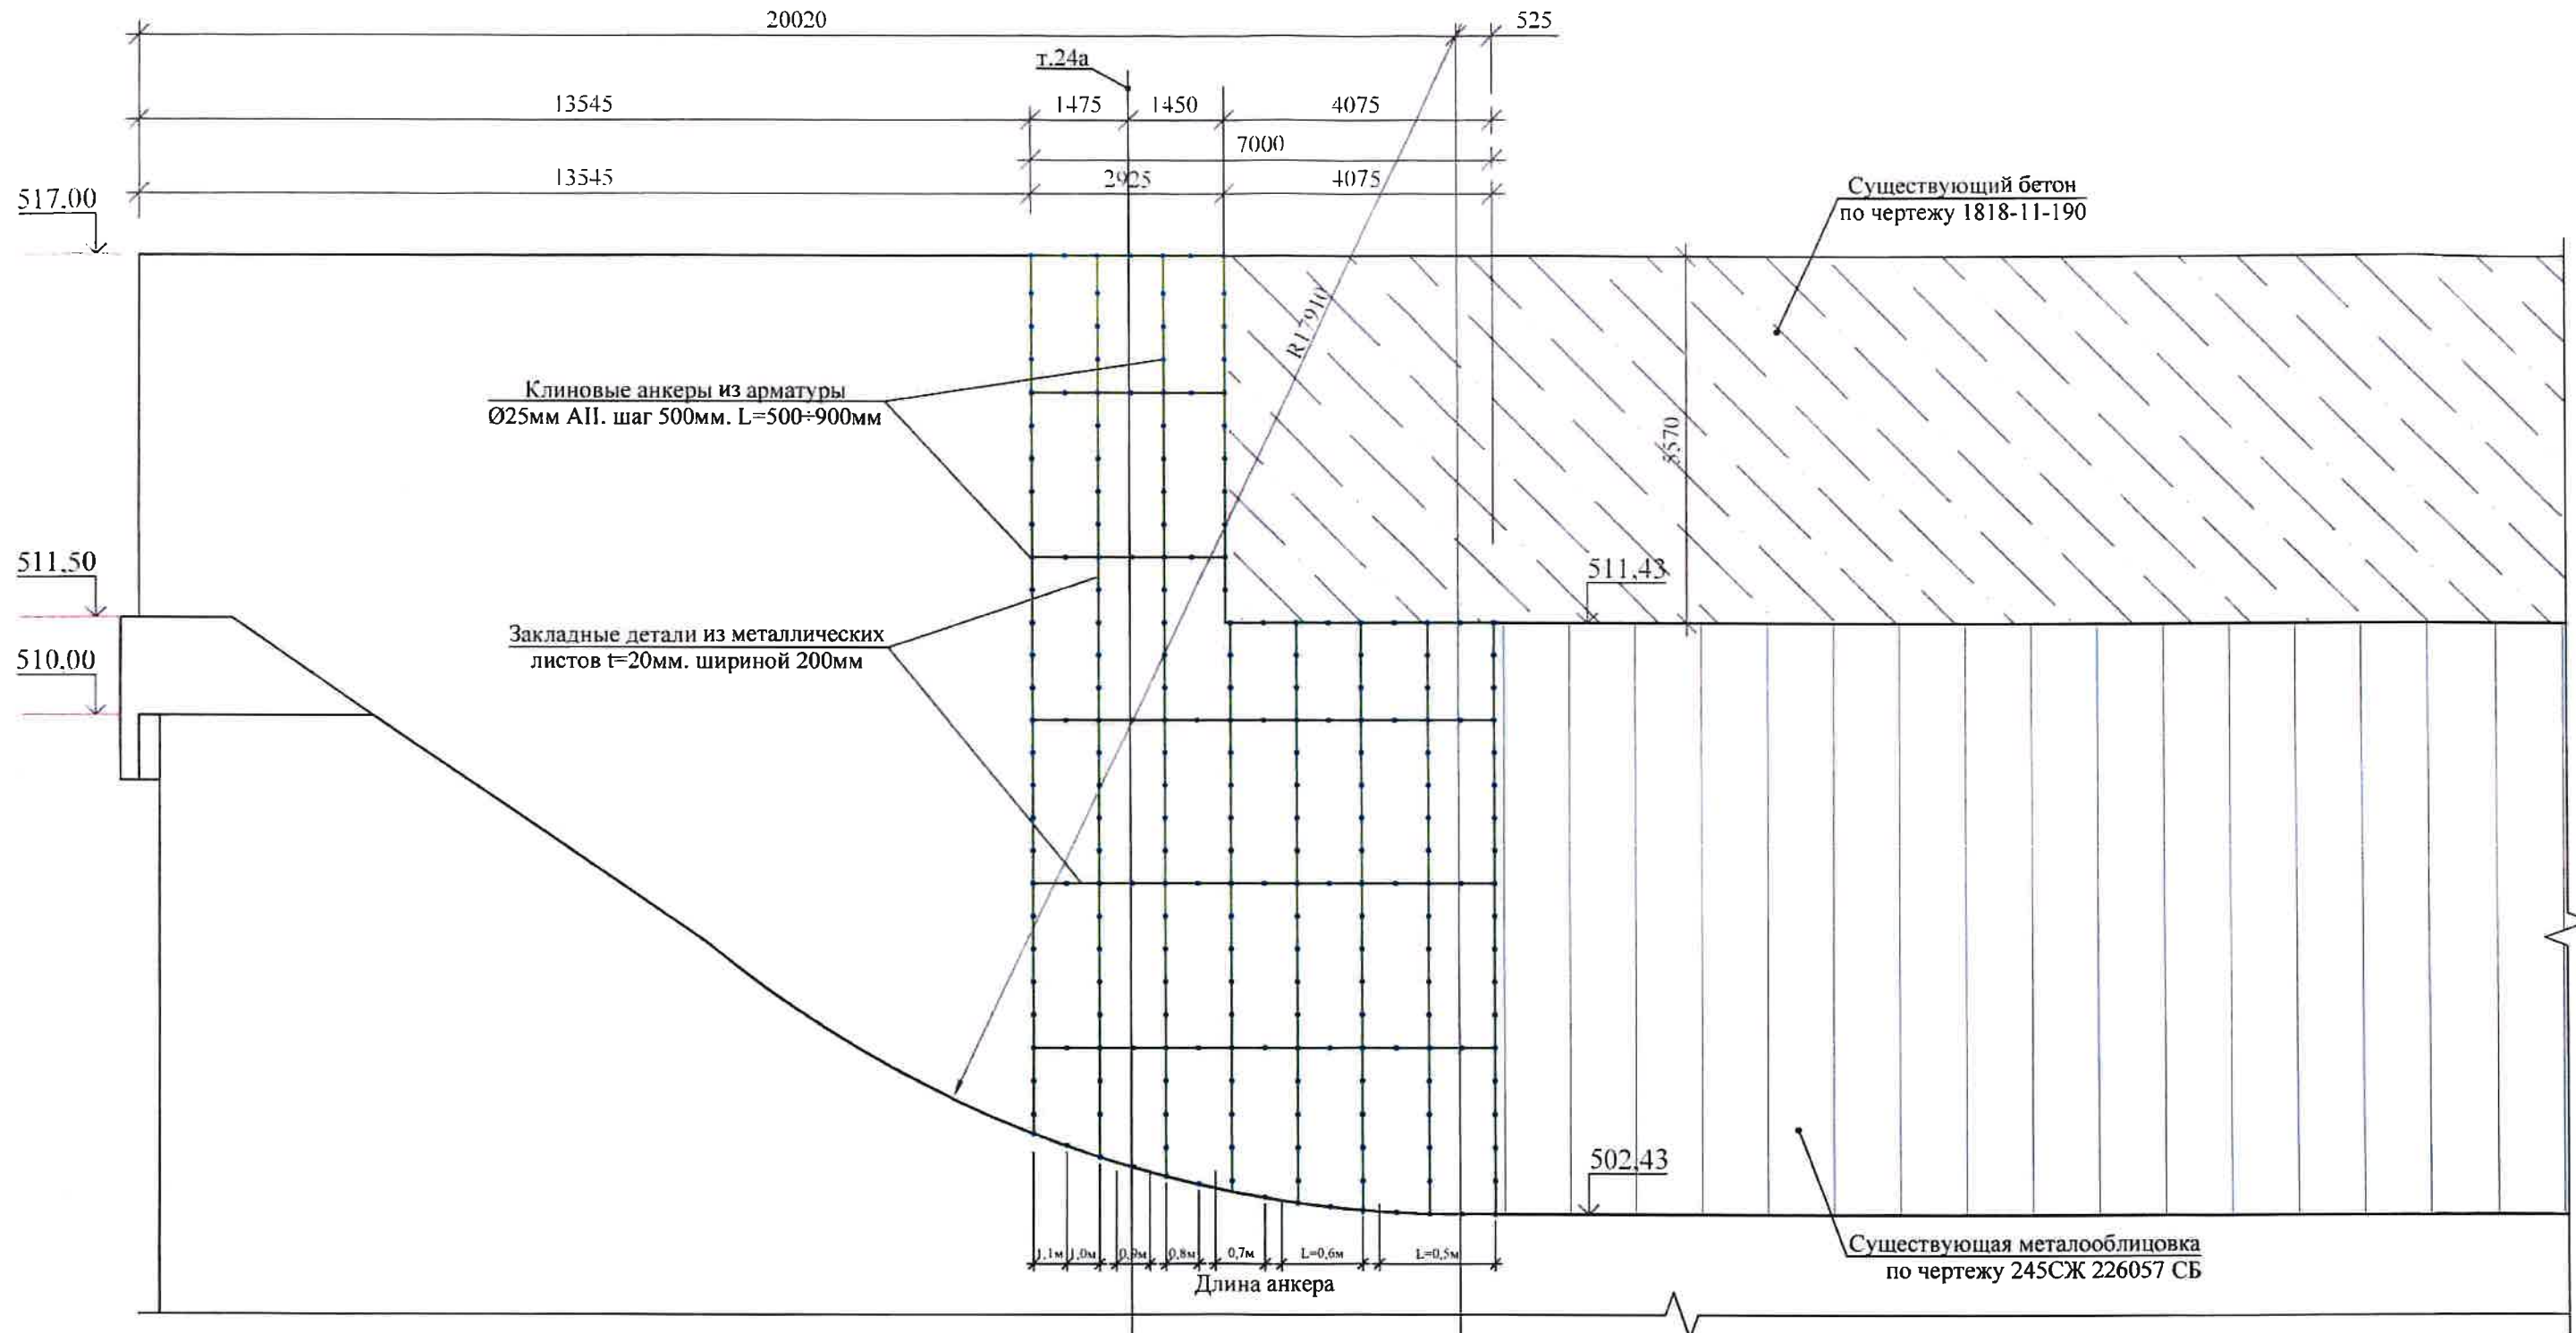 20020
525
т.24а
13545
1475
1450
4075
7000
13545
2925
4075
517.00
Существующий бетон
по чертежу 1818-11-190
R17910
Клиновые анкеры из арматуры
Ø25мм АII. шаг 500мм. L=500÷900мм
5570
511.50
511,43
Закладные детали из металлических
листов t=20мм. шириной 200мм
510.00
502,43
1,1м
1,0м
0,9м
0,8м
0,7м
L=0,6м
L=0,5м
Длина анкера
Существующая металооблицовка
по чертежу 245СЖ 226057 СБ